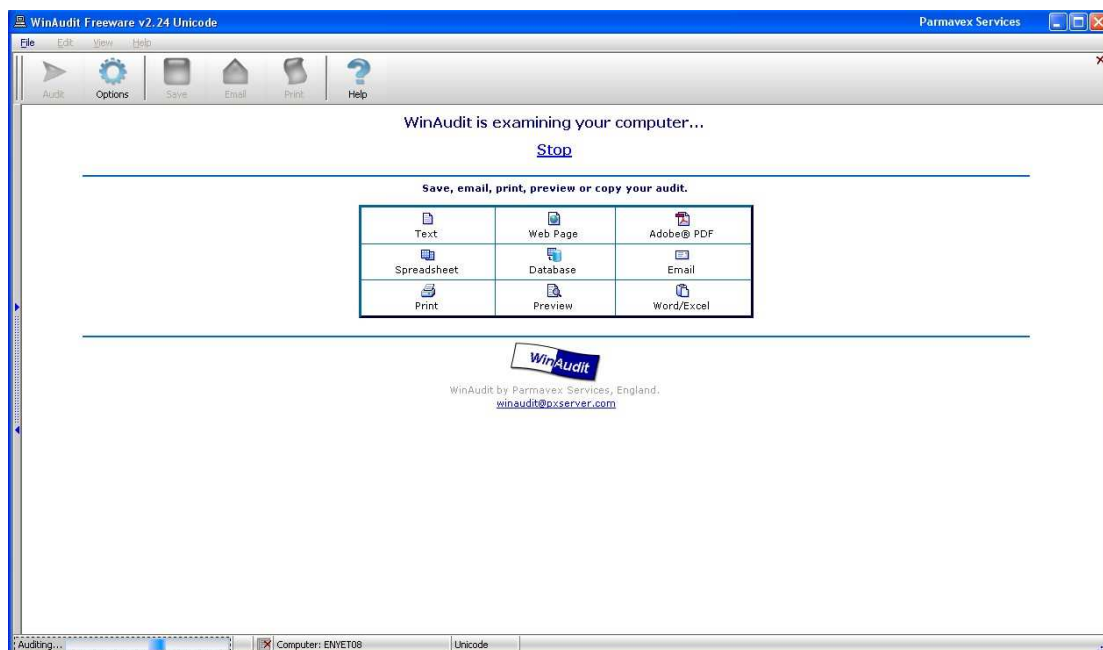 WinAudit Freeware v2.24 Unicode Parmavex Services
File Edit View Help
Audit Options Save Email Print Help
WinAudit is examining your computer...
Stop
Save, email, print, preview or copy your audit.
Text Web Page Adobe® PDF
Spreadsheet Database Email
Print Preview Word/Excel
WinAudit
WinAudit by Parmavex Services, England.
winaudit@pxserver.com
Auditing... Computer: ENYET08 Unicode